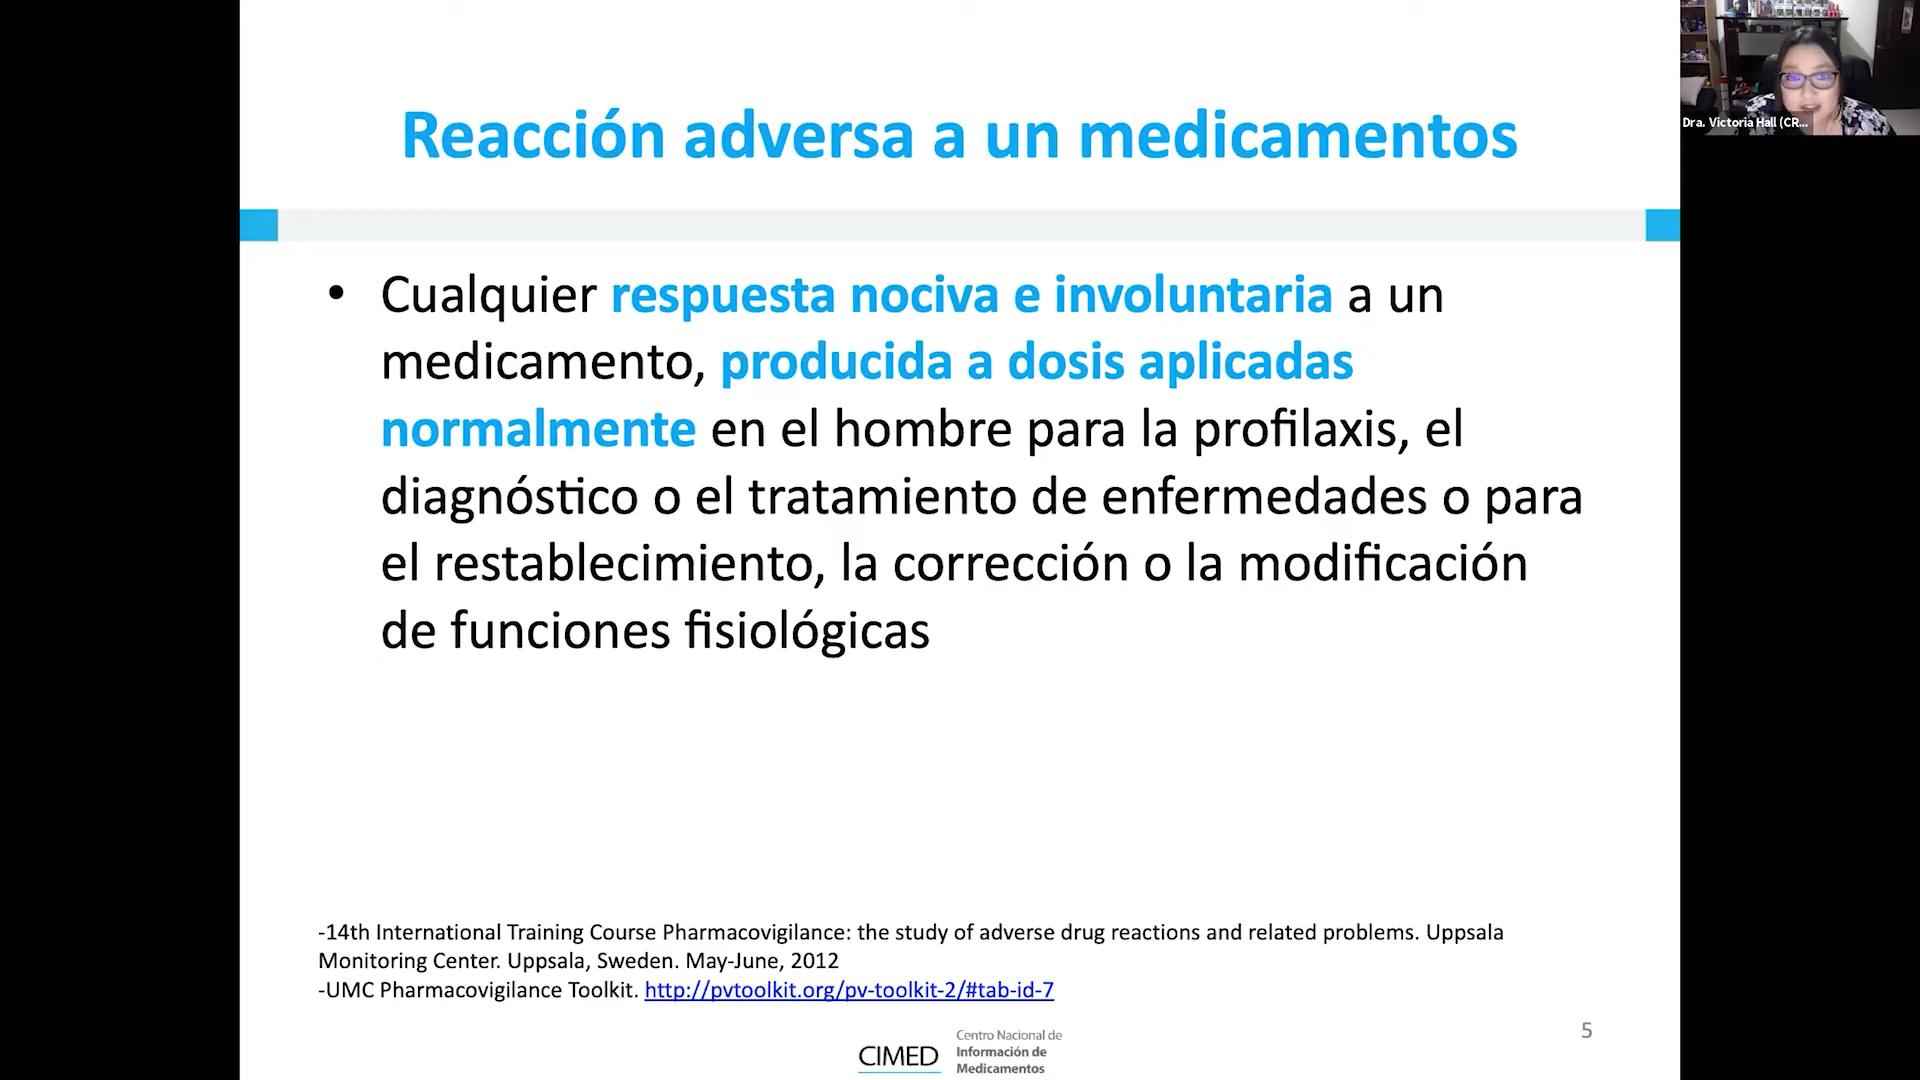 Reacción adversa a un medicamentos
Dra. Victoria Hall (CR...
• Cualquier respuesta nociva e involuntaria a un
medicamento, producida a dosis aplicadas
normalmente en el hombre para la profilaxis, el
diagnóstico o el tratamiento de enfermedades o para
el restablecimiento, la corrección o la modificación
de funciones fisiológicas
-14th International Training Course Pharmacovigilance: the study of adverse drug reactions and related problems. Uppsala
Monitoring Center. Uppsala, Sweden. May-June, 2012
-UMC Pharmacovigilance Toolkit. http://pvtoolkit.org/pv-toolkit-2/#tab-id-7
5
CIMED
Centro Nacional de
Información de
Medicamentos